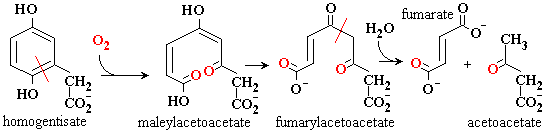 HO
HO
CH2
CO2-
homogentisate
O2
HO
O
O
HO
CH2
CO2-
maleylacetoacetate
O
O
O-
O
CH2
CO2-
fumarylacetoacetate
H2O
fumarate
O
O-
O
O-
+
CH3
O
CH2
CO2-
acetoacetate